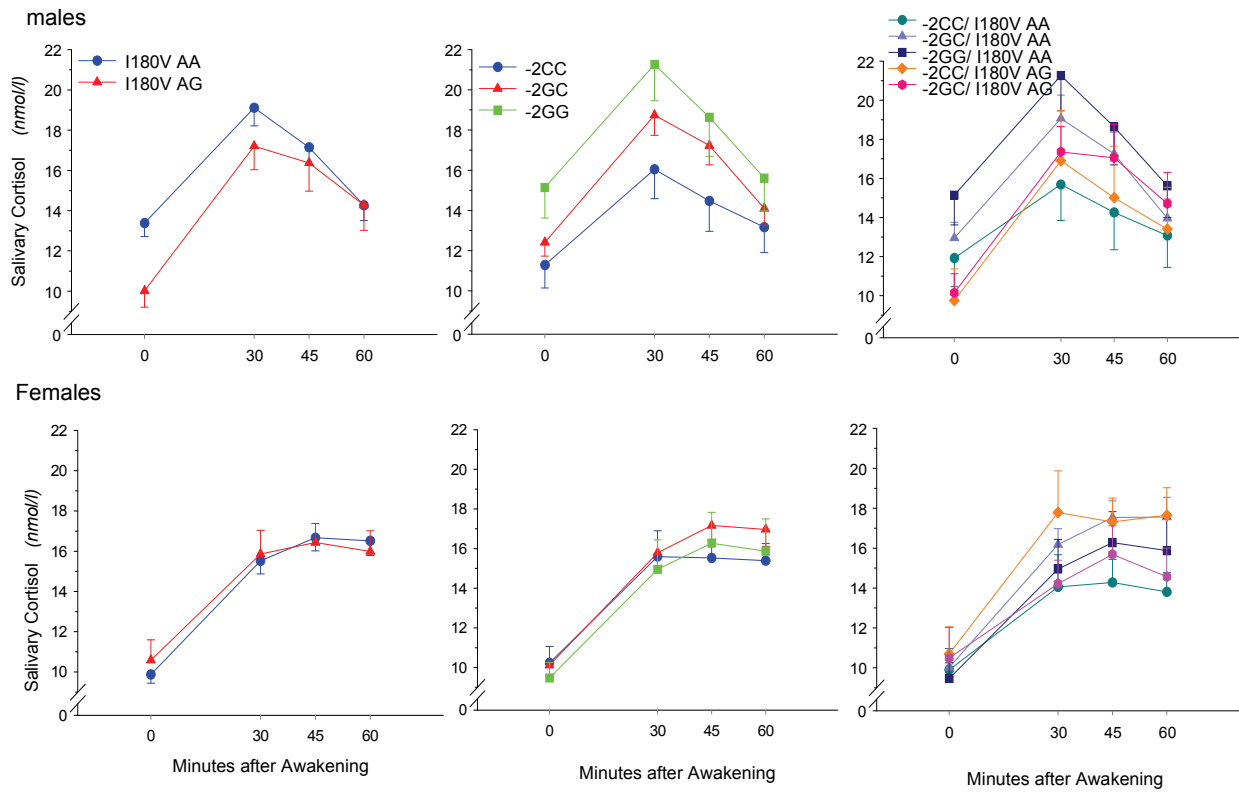 males
I180V AA
I180V AG
-2CC
-2GC
-2GG
-2CC/ I180V AA
-2GC/ I180V AA
-2GG/ I180V AA
-2CC/ I180V AG
-2GC/ I180V AG
Salivary Cortisol (nmol/l)
22
20
18
16
14
12
10
0
0 30 45 60
22
20
18
16
14
12
10
0
0 30 45 60
22
20
18
16
14
12
10
0
0 30 45 60
Females
Salivary Cortisol (nmol/l)
22
20
18
16
14
12
10
0
0 30 45 60
Minutes after Awakening
22
20
18
16
14
12
10
0
0 30 45 60
Minutes after Awakening
22
20
18
16
14
12
10
0
0 30 45 60
Minutes after Awakening